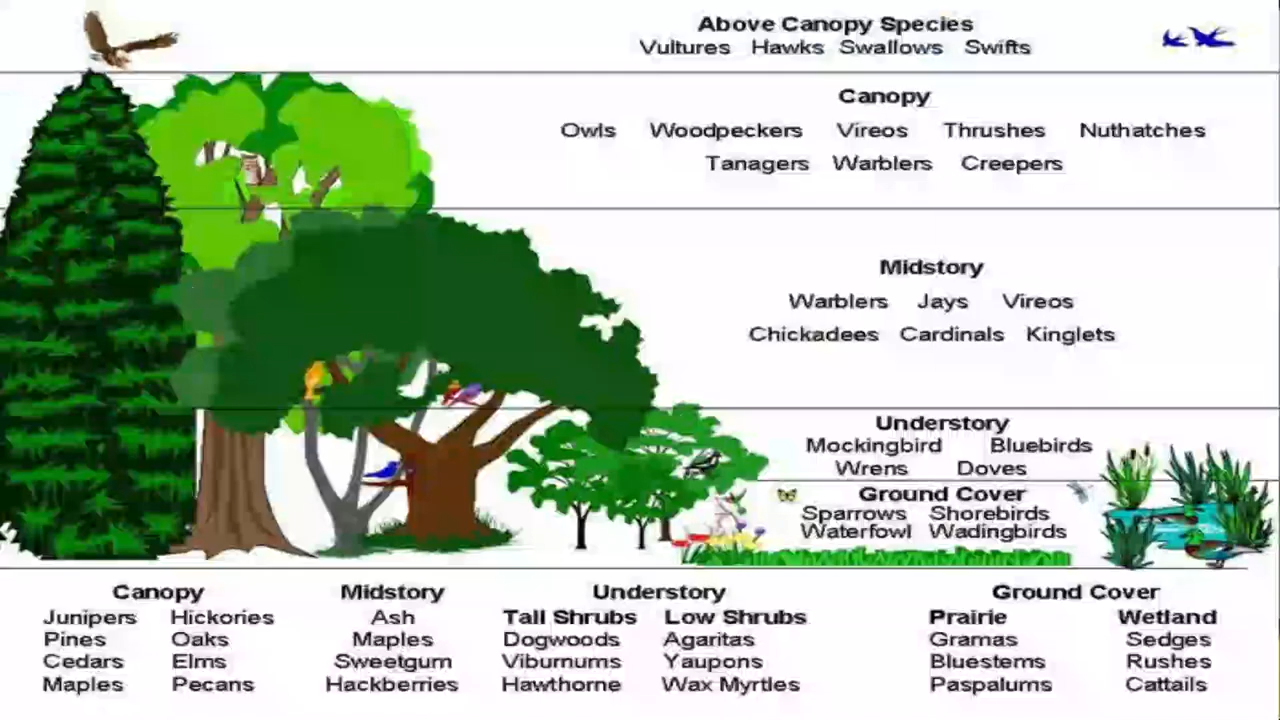 Above Canopy Species
Vultures Hawks Swallows Swifts
Canopy
Owls Woodpeckers Vireos Thrushes Nuthatches
Tanagers Warblers Creepers
Midstory
Warblers Jays Vireos
Chickadees Cardinals Kinglets
Understory
Mockingbird Bluebirds
Wrens Doves
Ground Cover
Sparrows Shorebirds
Waterfowl Wadingbirds
Canopy Midstory Understory Ground Cover
Junipers Hickories Ash Tall Shrubs Low Shrubs Prairie Wetland
Pines Oaks Maples Dogwoods Agaritas Gramas Sedges
Cedars Elms Sweetgum Viburnums Yaupons Bluestems Rushes
Maples Pecans Hackberries Hawthorne Wax Myrtles Paspalums Cattails